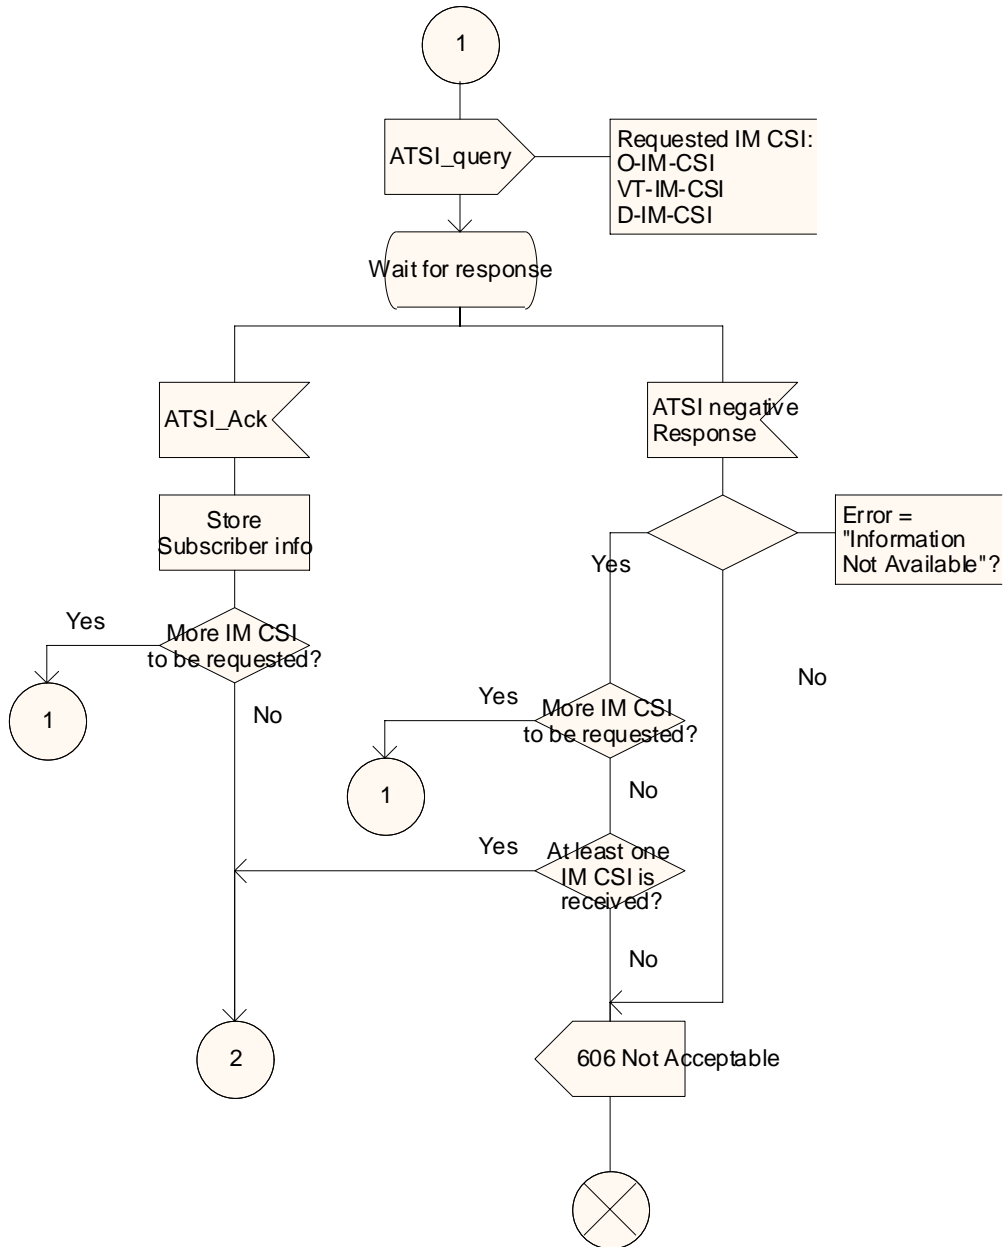 1
ATSI_query
Requested IM CSI:
O-IM-CSI
VT-IM-CSI
D-IM-CSI
Wait for response
ATSI_Ack
ATSI negative
Response
Store
Subscriber info
Error =
"Information
Not Available"?
Yes
Yes
More IM CSI
to be requested?
No
1
No
Yes
More IM CSI
to be requested?
1
No
Yes
At least one
IM CSI is
received?
No
2
606 Not Acceptable